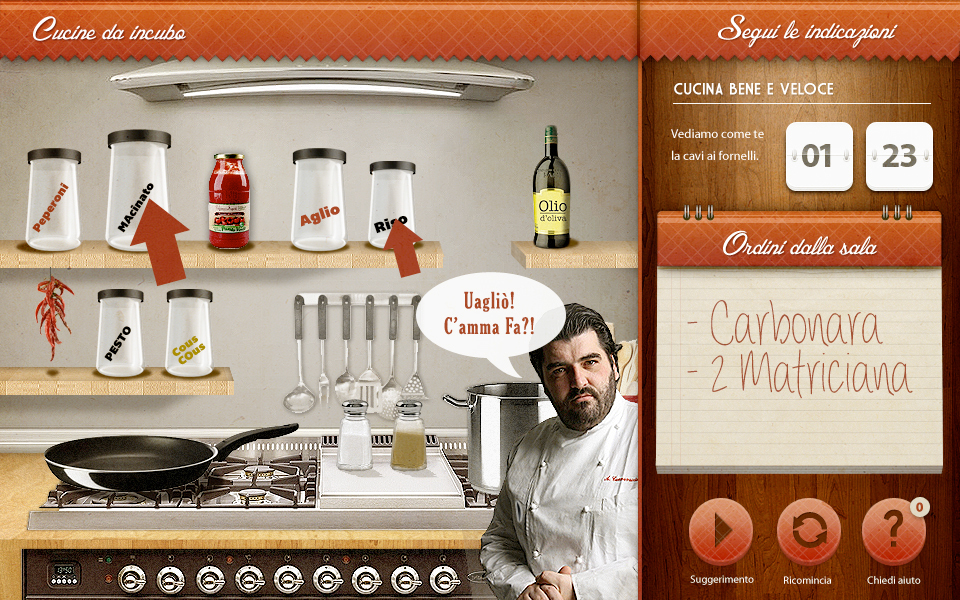 Cucine da incubo
Segui le indicazioni
CUCINA BENE E VELOCE
Vediamo come te
la cavi ai fornelli.
01 23
Peperoni
MAcinato
Aglio
Riso
Olio
d'oliva
Ordini dalla sala
- Carbonara
- 2 Matriciana
PESTO
Cous
COus
Uagliò!
C'amma Fa?!
0
Suggerimento
Ricomincia
Chiedi aiuto